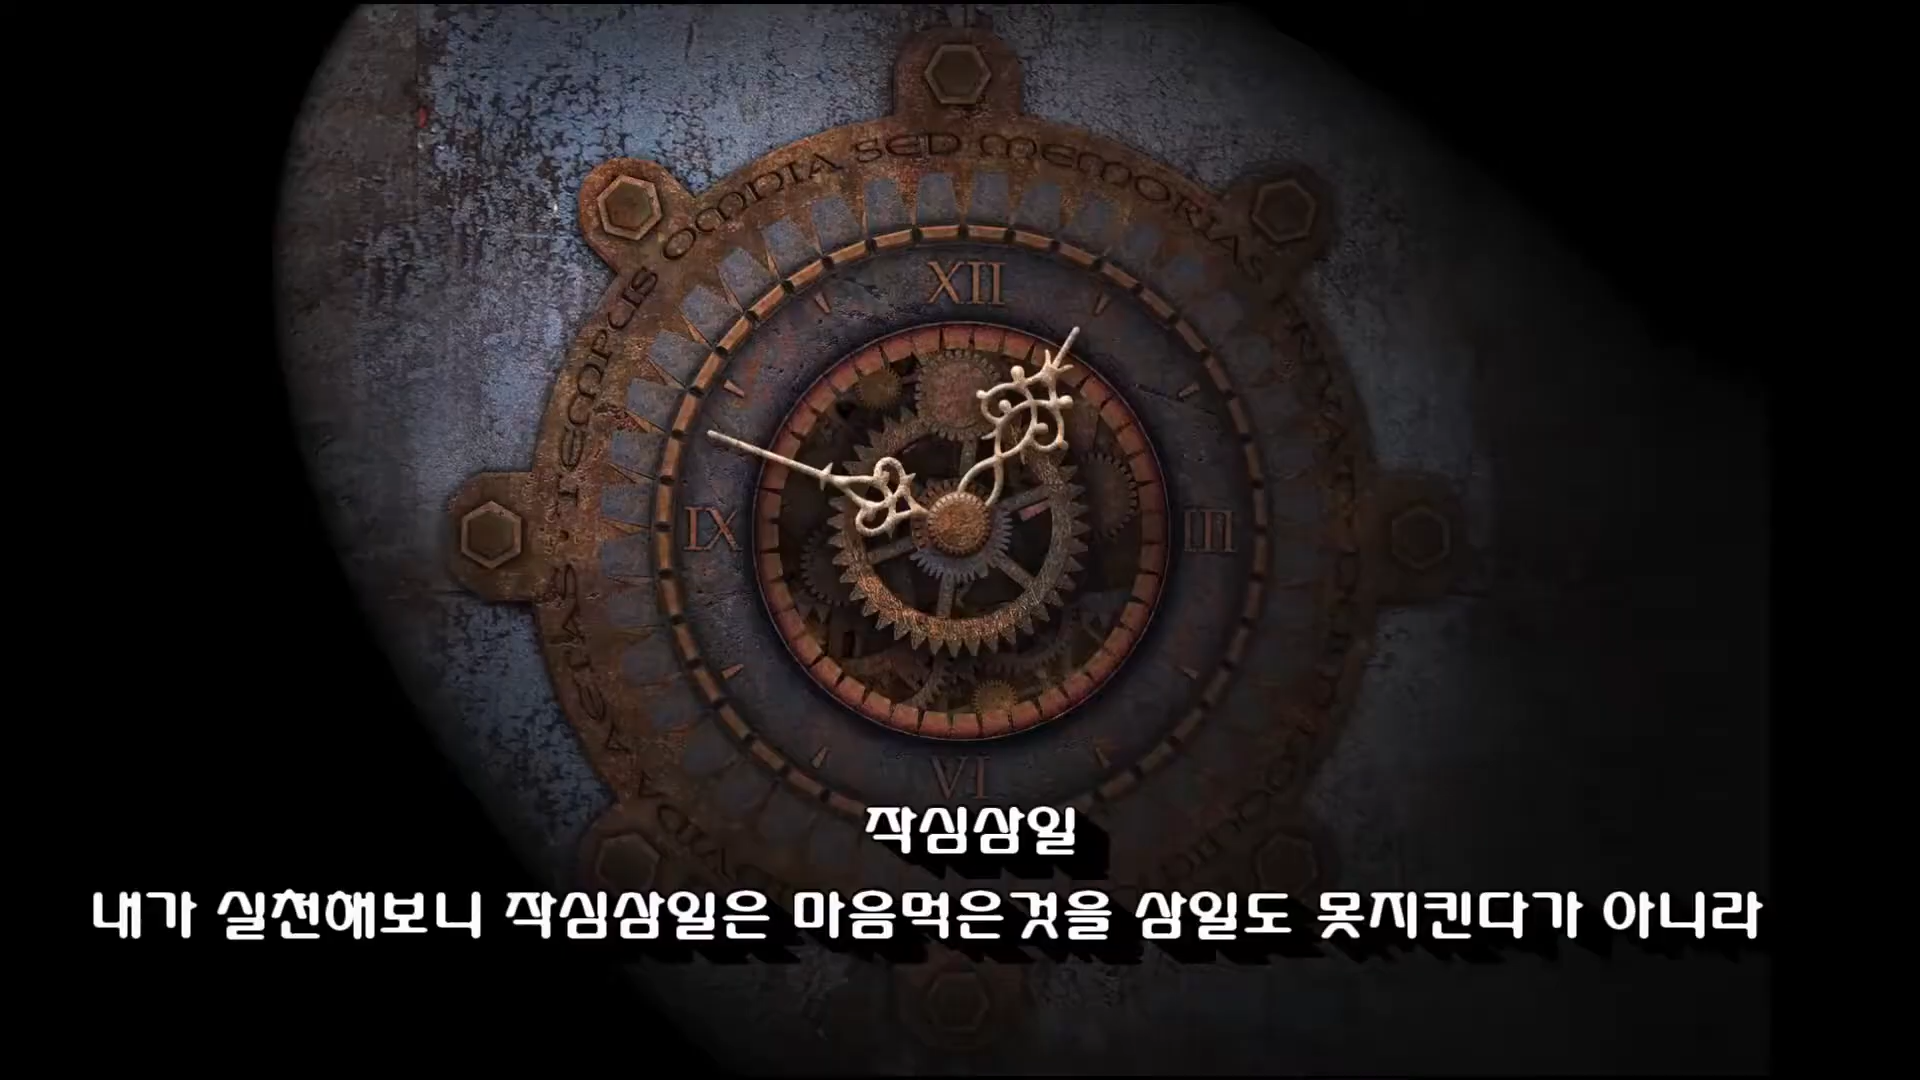 OMNIA SED MEMORIAS
TEMPUS
AETAS
XII
IX
III
VI
작심삼일
내가 실천해보니 작심삼일은 마음먹은것을 삼일도 못지킨다가 아니라